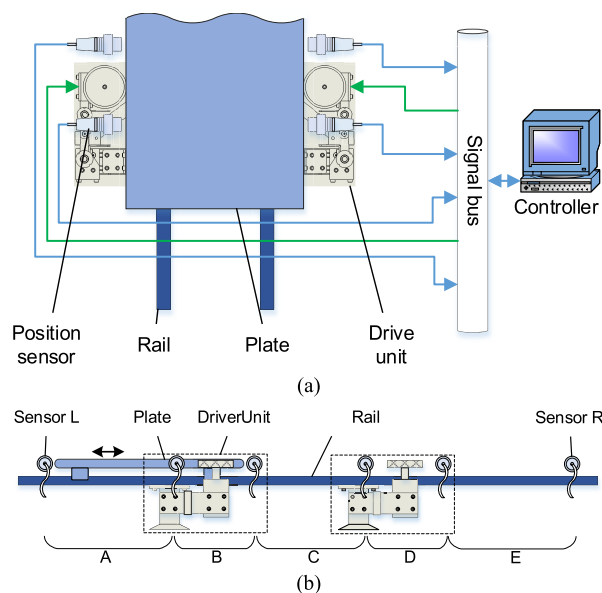 Signal bus
Controller
Position
sensor
Rail
Plate
Drive
unit
(a)
Sensor L
Plate
DriverUnit
Rail
Sensor R
A
B
C
D
E
(b)